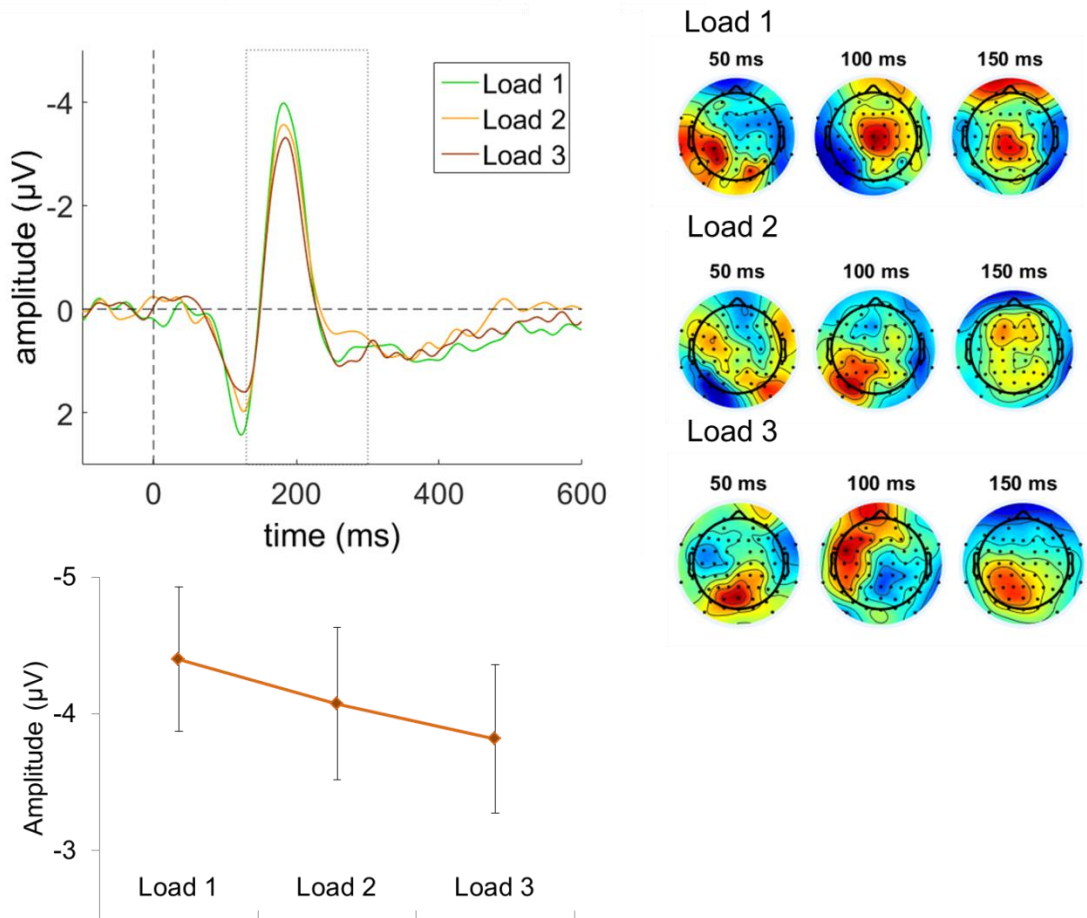 -4
-2
0
2
amplitude (µV)
Load 1
Load 2
Load 3
0
200
400
600
time (ms)
-5
-4
-3
Amplitude (µV)
Load 1
Load 2
Load 3
Load 1
50 ms
100 ms
150 ms
Load 2
50 ms
100 ms
150 ms
Load 3
50 ms
100 ms
150 ms